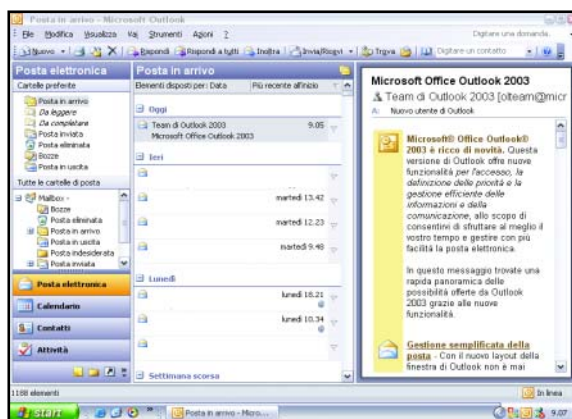 Posta in arrivo - Microsoft Outlook
File Modifica Visualizza Vai Strumenti Azioni ?
Digitare una domanda.
Nuovo
Rispondi Rispondi a tutti Inoltra Invia/Ricevi Trova Digitare un contatto
Posta elettronica
Cartelle preferite
Posta in arrivo
Da leggere
Da completare
Posta inviata
Posta eliminata
Bozze
Posta in uscita
Tutte le cartelle di posta
Mailbox -
Bozze
Posta eliminata
Posta in arrivo
Posta in uscita
Posta indesiderata
Posta inviata
Posta elettronica
Calendario
Contatti
Attività
Posta in arrivo
Elementi disposti per: Data Più recente all'inizio
Oggi
Team di Outlook 2003 9.05
Microsoft Office Outlook 2003
Ieri
martedì 13.42
martedì 12.23
martedì 9.48
Lunedì
lunedì 18.21
lunedì 10.34
Settimana scorsa
Microsoft Office Outlook 2003
Team di Outlook 2003 [olteam@micr
A: Nuovo utente di Outlook
Microsoft® Office Outlook®
2003 è ricco di novità. Questa
versione di Outlook offre nuove
funzionalità per l'accesso, la
definizione delle priorità e la
gestione efficiente delle
informazioni e della
comunicazione, allo scopo di
consentirvi di sfruttare al meglio il
vostro tempo e gestire con più
facilità la posta elettronica.
In questo messaggio trovate una
rapida panoramica delle
possibilità offerte da Outlook
2003 grazie alle nuove
funzionalità.
Gestione semplificata della
posta - Con il nuovo layout della
finestra di Outlook non è mai
1188 elementi
In linea
start
Posta in arrivo - Micro...
9.07